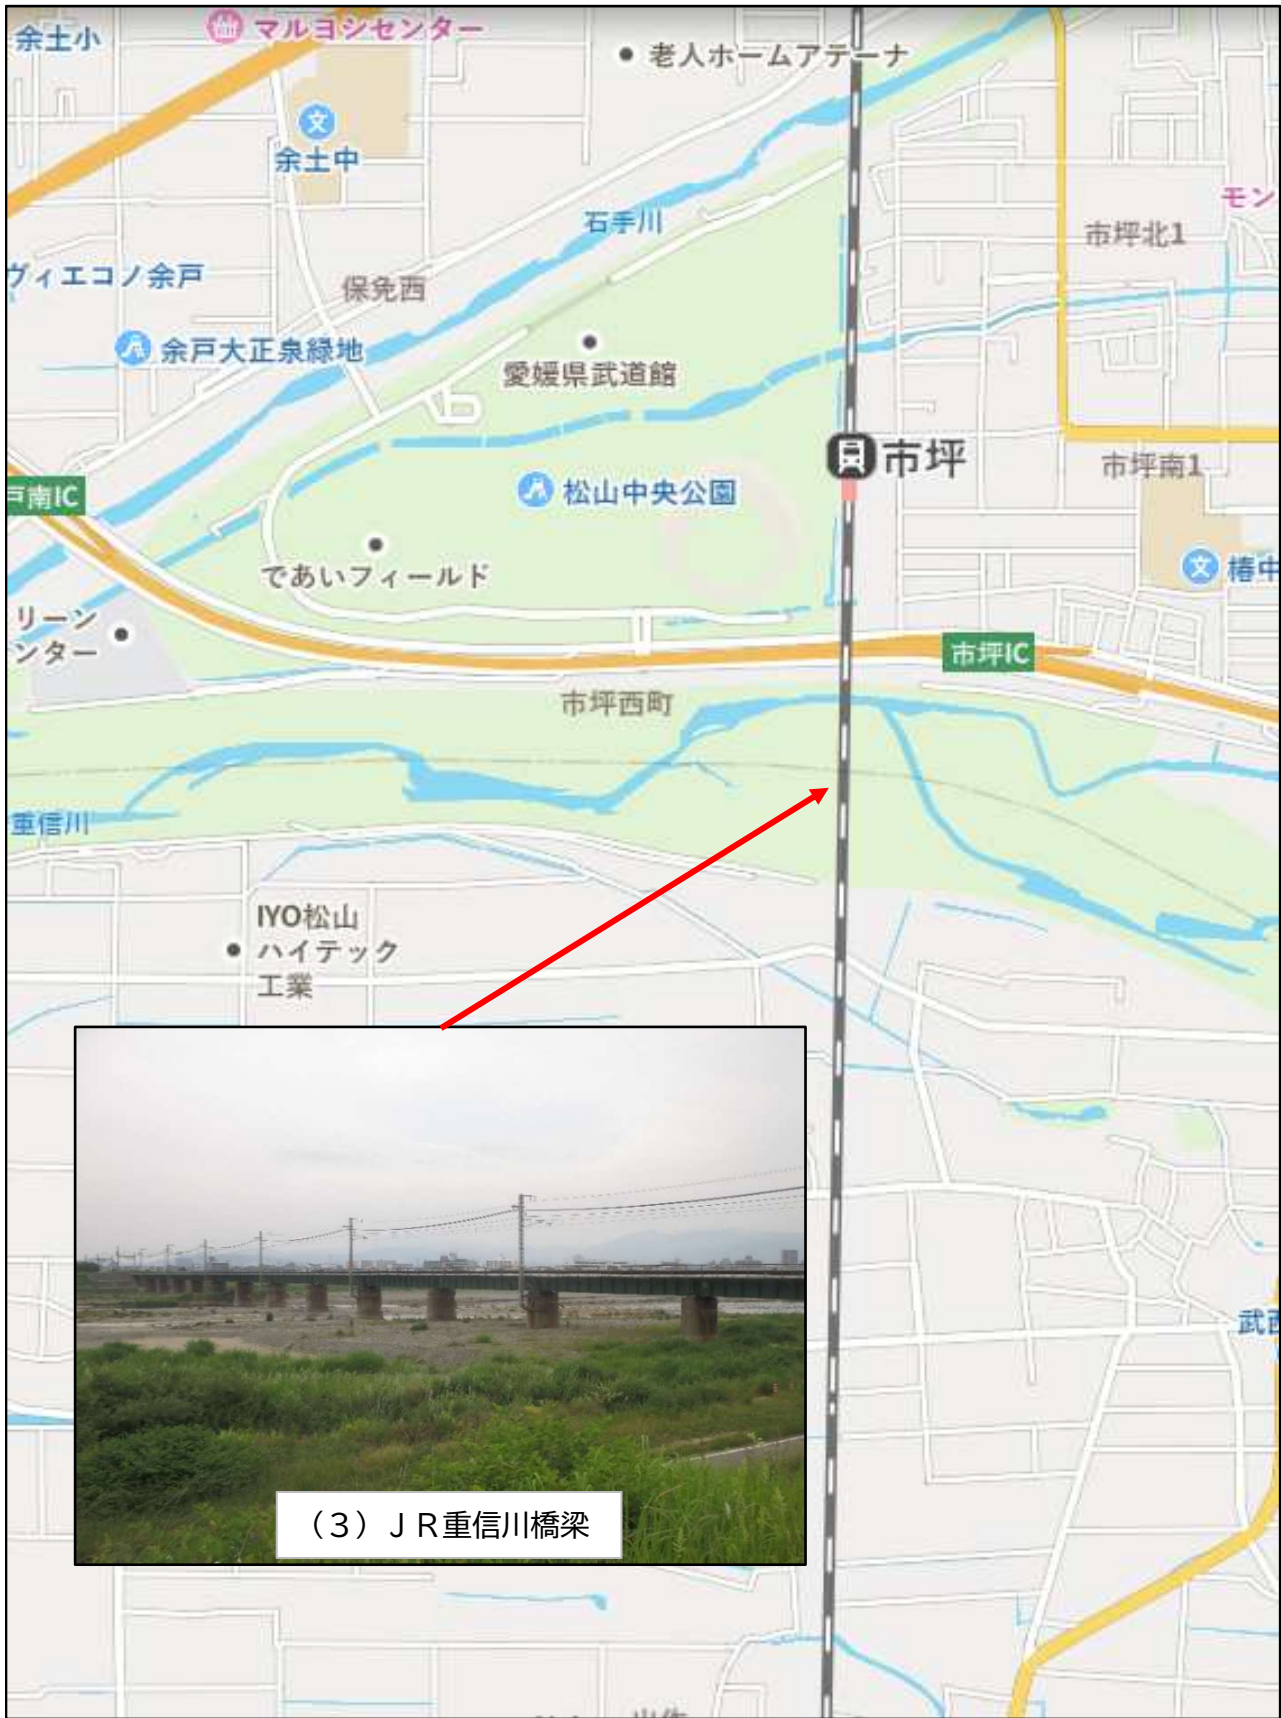 余土小
マルヨシセンター
老人ホームアテーナ
余土中
石手川
モン
市坪北1
ヴィエコノ余戸
保免西
余戸大正泉緑地
愛媛県武道館
市坪
市坪南1
戸南IC
松山中央公園
であいフィールド
椿中
リーン
ンター
市坪IC
市坪西町
重信川
IYO松山
ハイテック
工業
武西
（３）ＪＲ重信川橋梁